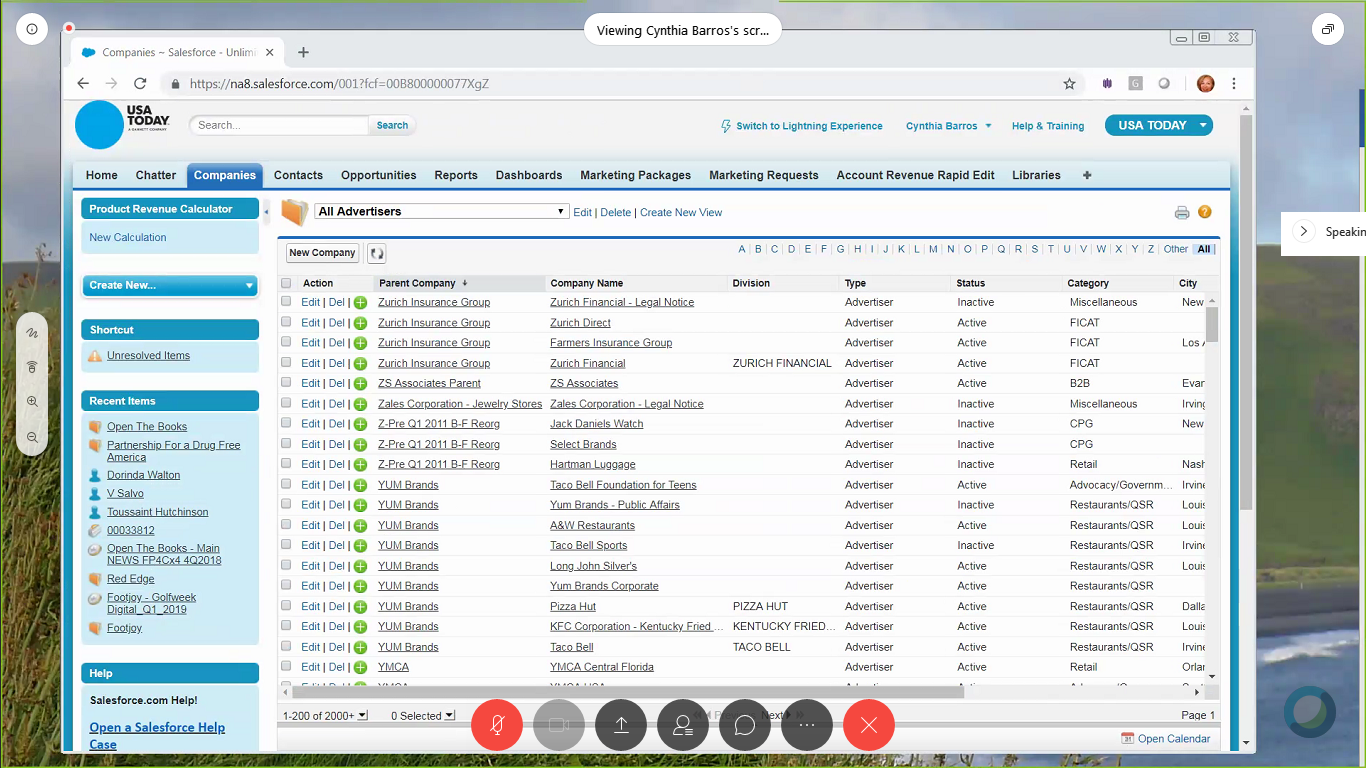 Viewing Cynthia Barros's scr...
Companies ~ Salesforce - Unlimi
https://na8.salesforce.com/001?fcf=00B800000077XgZ
G
USA
TODAY
A GANNETT COMPANY
Search... Search
Switch to Lightning Experience Cynthia Barros Help & Training USA TODAY
Speakin
Home Chatter Companies Contacts Opportunities Reports Dashboards Marketing Packages Marketing Requests Account Revenue Rapid Edit Libraries +
Product Revenue Calculator
New Calculation
Create New...
Shortcut
Unresolved Items
Recent Items
Open The Books
Partnership For a Drug Free
America
Dorinda Walton
V Salvo
Toussaint Hutchinson
00033812
Open The Books - Main
NEWS FP4Cx4 4Q2018
Red Edge
Footjoy - Golfweek
Digital_Q1_2019
Footjoy
Help
Salesforce.com Help!
Open a Salesforce Help
Case
All Advertisers Edit | Delete | Create New View
New Company A B C D E F G H I J K L M N O P Q R S T U V W X Y Z Other All
Action Parent Company Company Name Division Type Status Category City
Edit | Del | Zurich Insurance Group Zurich Financial - Legal Notice Advertiser Inactive Miscellaneous New
Edit | Del | Zurich Insurance Group Zurich Direct Advertiser Active FICAT
Edit | Del | Zurich Insurance Group Farmers Insurance Group Advertiser Active FICAT Los
Edit | Del | Zurich Insurance Group Zurich Financial ZURICH FINANCIAL Advertiser Active FICAT
Edit | Del | ZS Associates Parent ZS Associates Advertiser Active B2B Evan
Edit | Del | Zales Corporation - Jewelry Stores Zales Corporation - Legal Notice Advertiser Inactive Miscellaneous Irving
Edit | Del | Z-Pre Q1 2011 B-F Reorg Jack Daniels Watch Advertiser Active CPG New
Edit | Del | Z-Pre Q1 2011 B-F Reorg Select Brands Advertiser Inactive CPG
Edit | Del | Z-Pre Q1 2011 B-F Reorg Hartman Luggage Advertiser Inactive Retail Nash
Edit | Del | YUM Brands Taco Bell Foundation for Teens Advertiser Active Advocacy/Governm... Irvine
Edit | Del | YUM Brands Yum Brands - Public Affairs Advertiser Inactive Restaurants/QSR Louis
Edit | Del | YUM Brands A&W Restaurants Advertiser Active Restaurants/QSR Louis
Edit | Del | YUM Brands Taco Bell Sports Advertiser Inactive Restaurants/QSR Irvine
Edit | Del | YUM Brands Long John Silver's Advertiser Active Restaurants/QSR Louis
Edit | Del | YUM Brands Yum Brands Corporate Advertiser Active Restaurants/QSR
Edit | Del | YUM Brands Pizza Hut PIZZA HUT Advertiser Active Restaurants/QSR Dalla
Edit | Del | YUM Brands KFC Corporation - Kentucky Fried ... KENTUCKY FRIED... Advertiser Active Restaurants/QSR Louis
Edit | Del | YUM Brands Taco Bell TACO BELL Advertiser Active Restaurants/QSR Irvine
Edit | Del | YMCA YMCA Central Florida Advertiser Active Retail Orlan
1-200 of 2000+ 0 Selected Next Page 1
Open Calendar